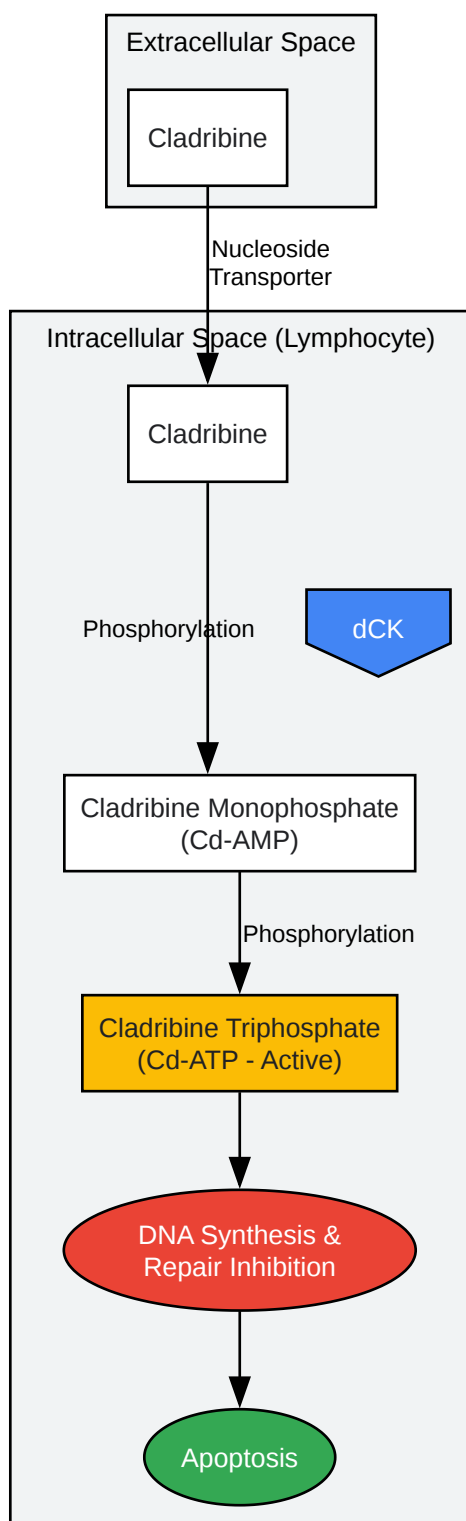 Extracellular Space
Cladribine
Nucleoside
Transporter
Intracellular Space (Lymphocyte)
Cladribine
Phosphorylation
dCK
Cladribine Monophosphate
(Cd-AMP)
Phosphorylation
Cladribine Triphosphate
(Cd-ATP - Active)
DNA Synthesis &
Repair Inhibition
Apoptosis